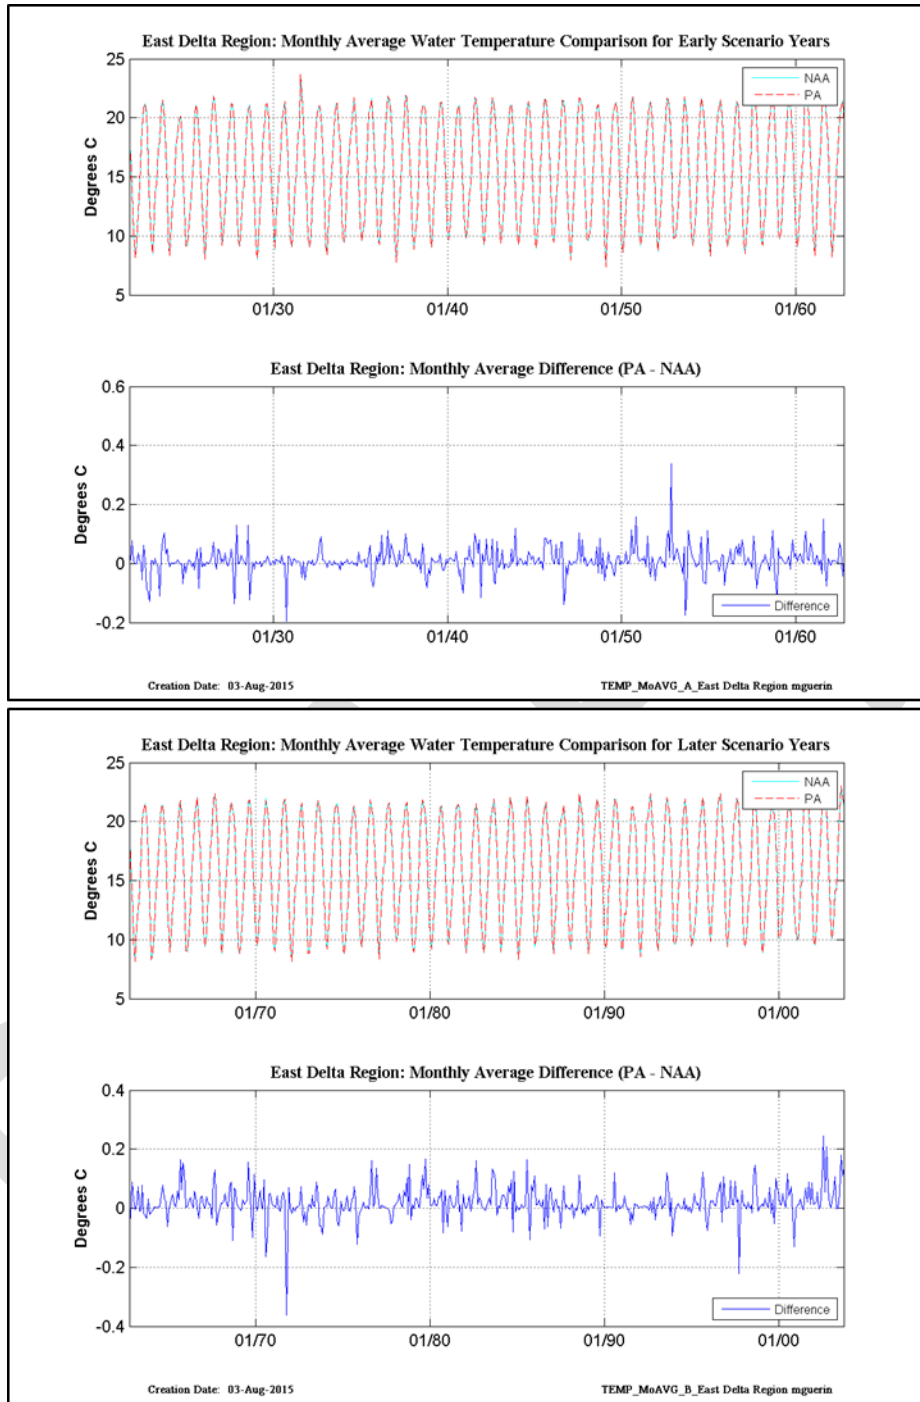 East Delta Region: Monthly Average Water Temperature Comparison for Early Scenario Years
25
20
15
10
5
Degrees C
NAA
PA
01/30
01/40
01/50
01/60
East Delta Region: Monthly Average Difference (PA - NAA)
0.6
0.4
0.2
0
-0.2
Degrees C
Difference
01/30
01/40
01/50
01/60
Creation Date: 03-Aug-2015
TEMP_MoAVG_A_East Delta Region mguerin
East Delta Region: Monthly Average Water Temperature Comparison for Later Scenario Years
25
20
15
10
5
Degrees C
NAA
PA
01/70
01/80
01/90
01/00
East Delta Region: Monthly Average Difference (PA - NAA)
0.4
0.2
0
-0.2
-0.4
Degrees C
Difference
01/70
01/80
01/90
01/00
Creation Date: 03-Aug-2015
TEMP_MoAVG_B_East Delta Region mguerin